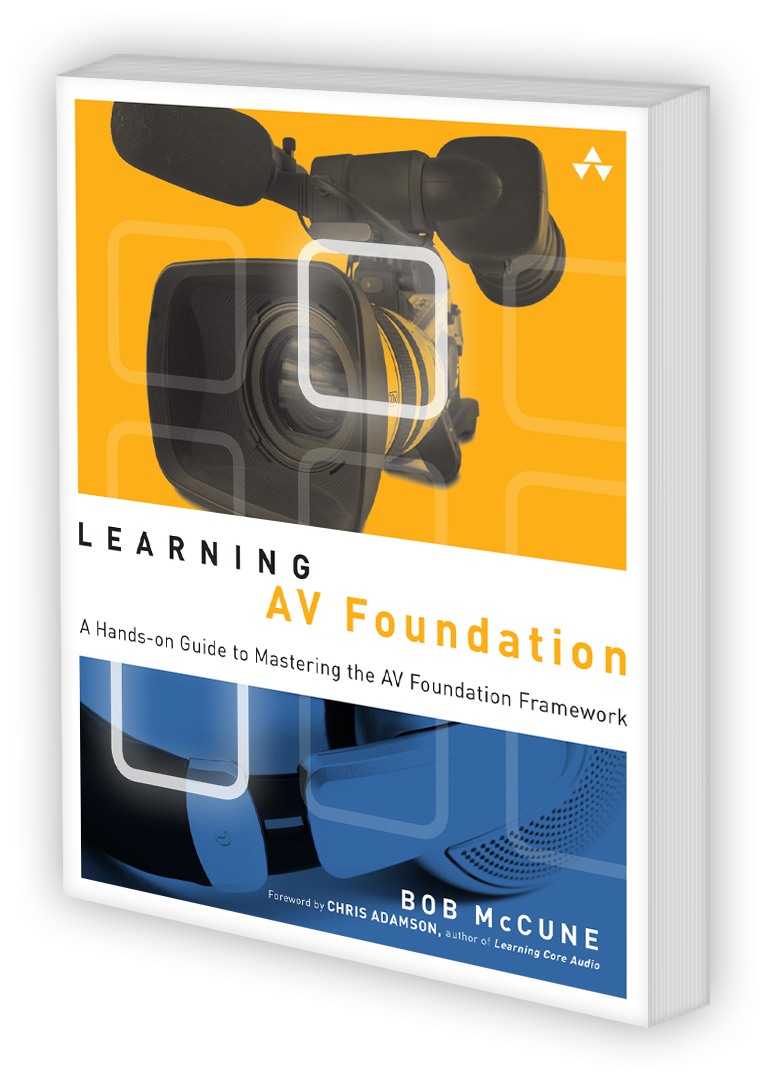 LEARNING
AV Foundation
A Hands-on Guide to Mastering the AV Foundation Framework
BOB McCUNE
Foreword by CHRIS ADAMSON, author of Learning Core Audio